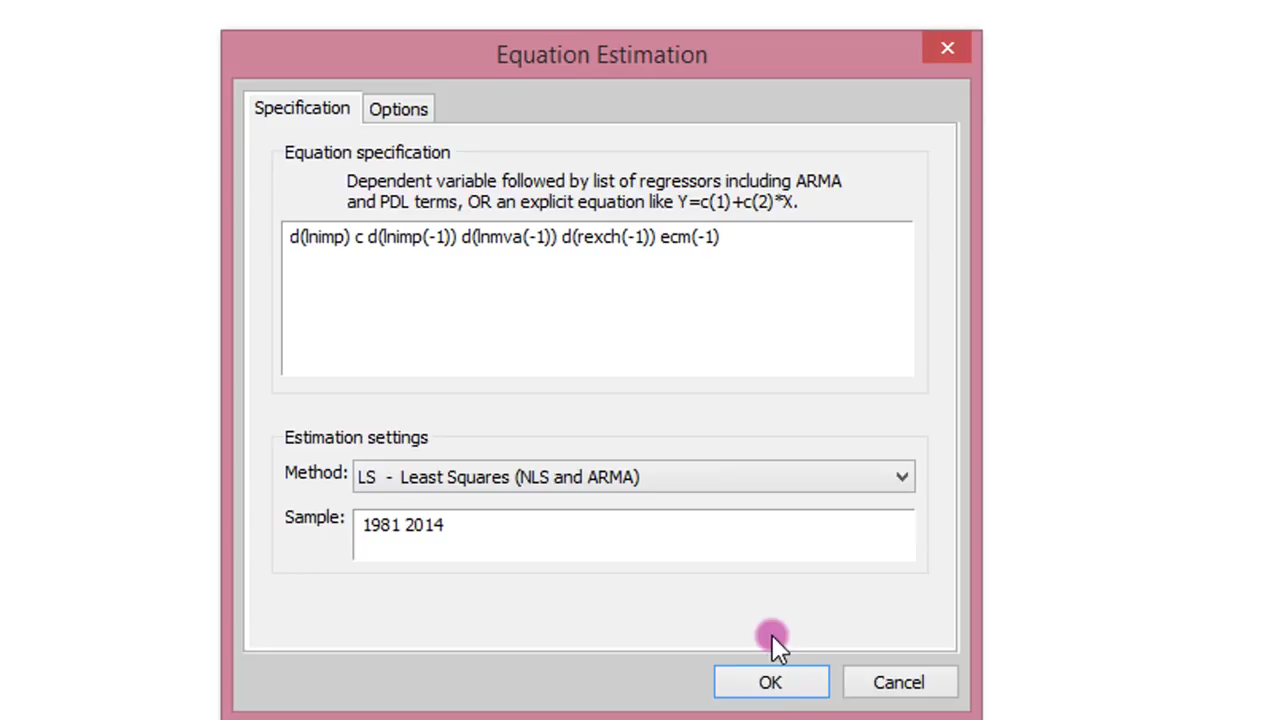 Equation Estimation
Specification
Options
Equation specification
Dependent variable followed by list of regressors including ARMA
and PDL terms, OR an explicit equation like Y=c(1)+c(2)*X.
d(lnimp) c d(lnimp(-1)) d(lnmva(-1)) d(rexch(-1)) ecm(-1)
Estimation settings
Method: LS - Least Squares (NLS and ARMA)
Sample: 1981 2014
OK
Cancel